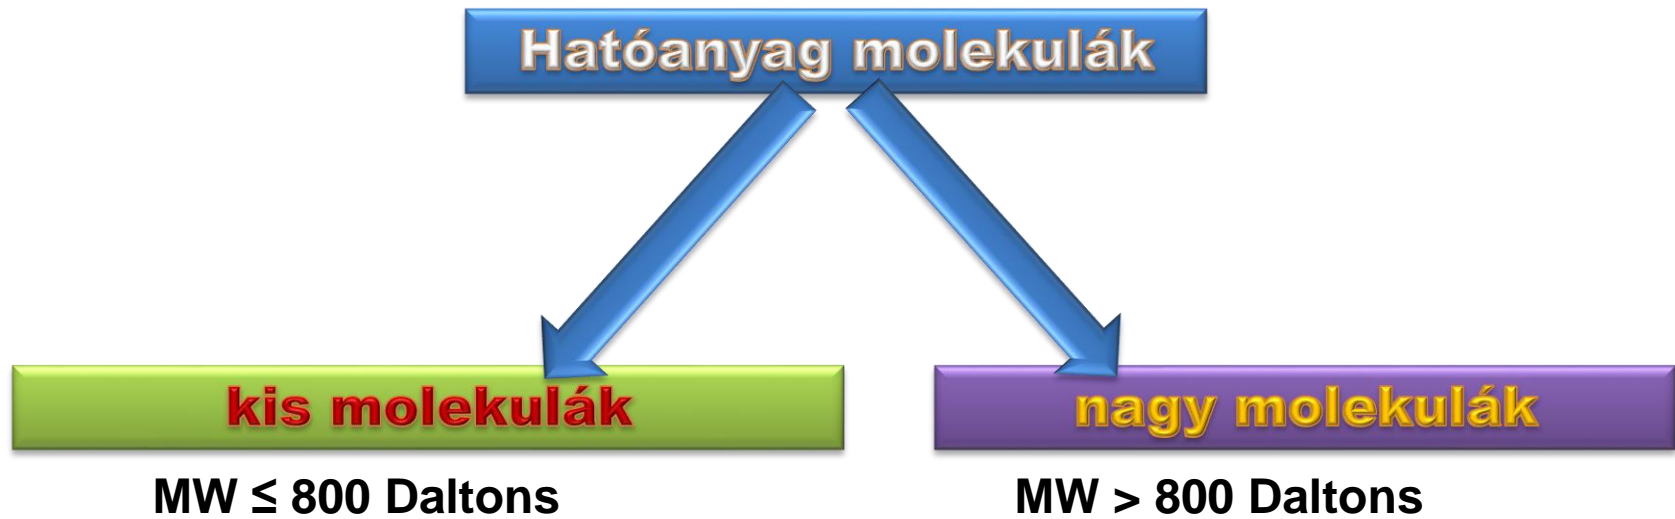 Hatóanyag molekulák
kis molekulák
nagy molekulák
MW ≤ 800 Daltons
MW > 800 Daltons